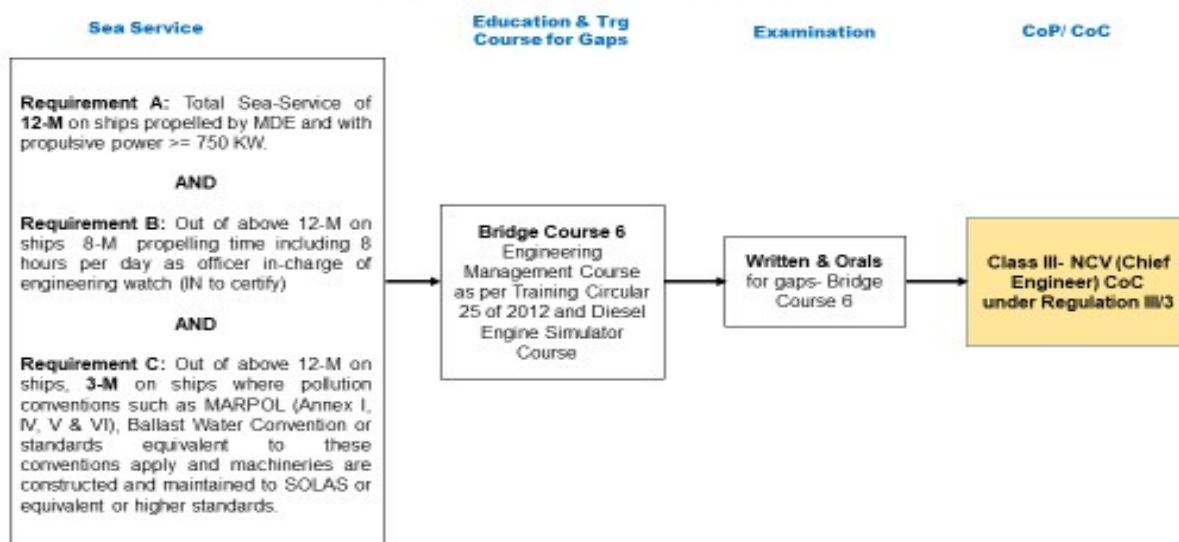 Sea Service
Education & Trg
Course for Gaps
Examination
CoP/ CoC
Requirement A: Total Sea-Service of
12-M on ships propelled by MDE and with
propulsive power >= 750 KW.
AND
Requirement B: Out of above 12-M on
ships 8-M propelling time including 8
hours per day as officer in-charge of
engineering watch (IN to certify)
AND
Requirement C: Out of above 12-M on
ships, 3-M on ships where pollution
conventions such as MARPOL (Annex I,
IV, V & VI), Ballast Water Convention or
standards equivalent to these
conventions apply and machineries are
constructed and maintained to SOLAS or
equivalent or higher standards.
Bridge Course 6
Engineering
Management Course
as per Training Circular
25 of 2012 and Diesel
Engine Simulator
Course
Written & Orals
for gaps- Bridge
Course 6
Class III- NCV (Chief
Engineer) CoC
under Regulation III/3